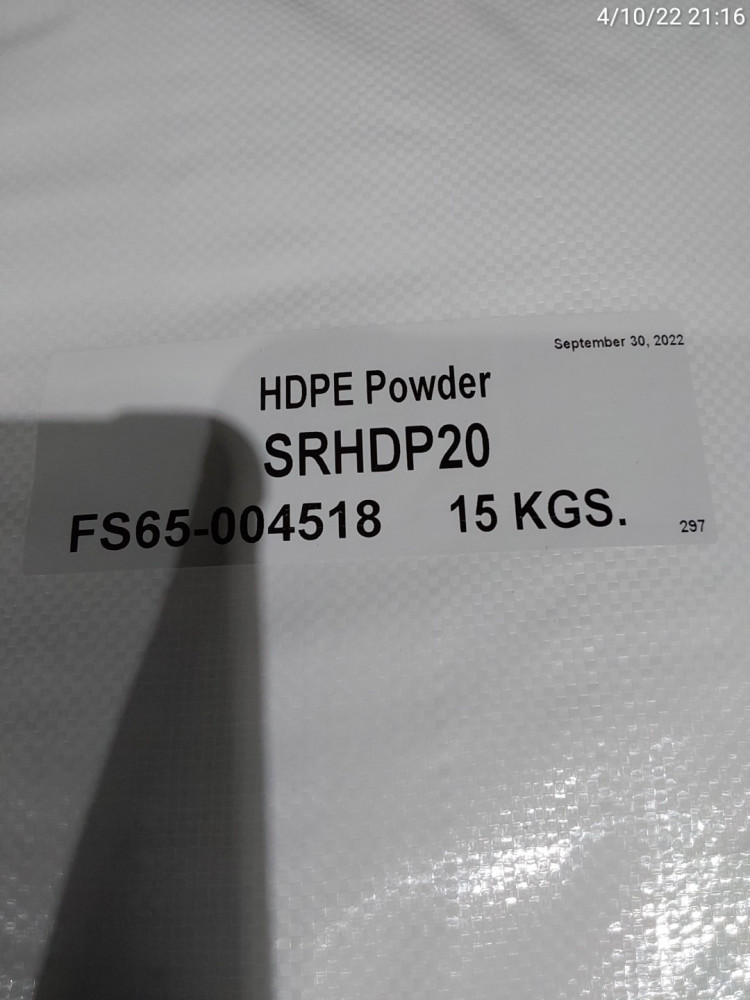 4/10/22 21:16
September 30, 2022
HDPE Powder
SRHDP20
FS65-004518 15 KGS.
297